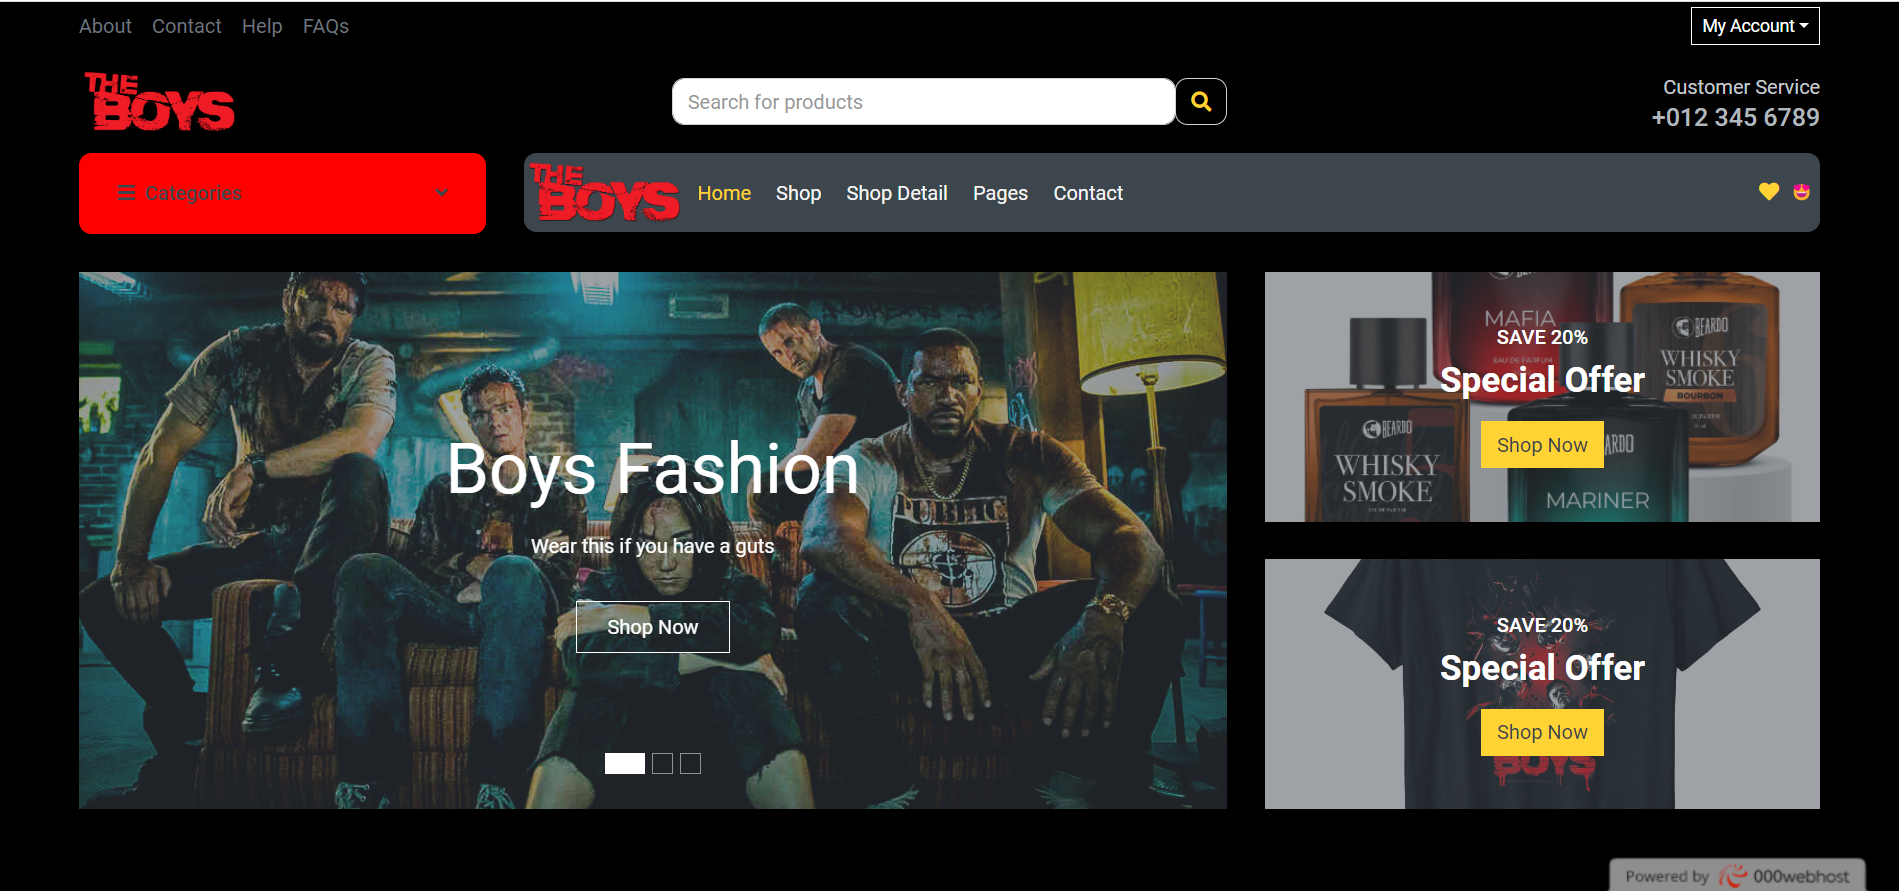 About Contact Help FAQs
My Account
THE
BOYS
Search for products
Customer Service
+012 345 6789
Categories
THE
BOYS
Home Shop Shop Detail Pages Contact
Boys Fashion
Wear this if you have a guts
Shop Now
PUBLIC
MAFIA
EAU DE PARFUM
BEARDO
WHISKY
SMOKE
BOURBON
SAVE 20%
Special Offer
Shop Now
BEARDO
WHISKY
SMOKE
MARINER
SAVE 20%
Special Offer
Shop Now
BOYS
Powered by 000webhost